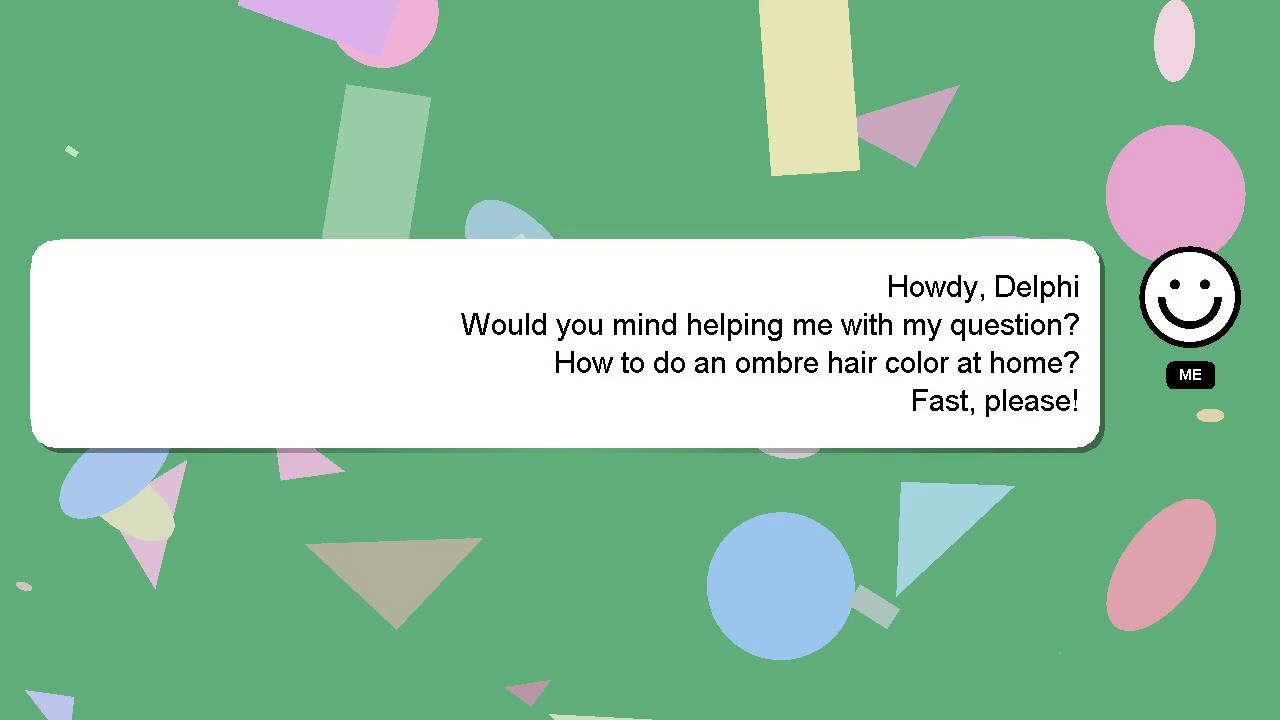 Howdy, Delphi
Would you mind helping me with my question?
How to do an ombre hair color at home?
Fast, please!
ME